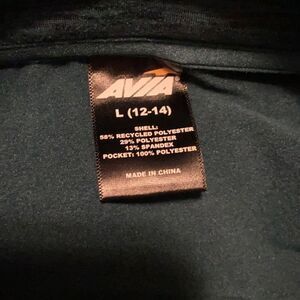 AVIA
L (12-14)
SHELL:
58% RECYCLED POLYESTER
29% POLYESTER
13% SPANDEX
POCKET: 100% POLYESTER
MADE IN CHINA